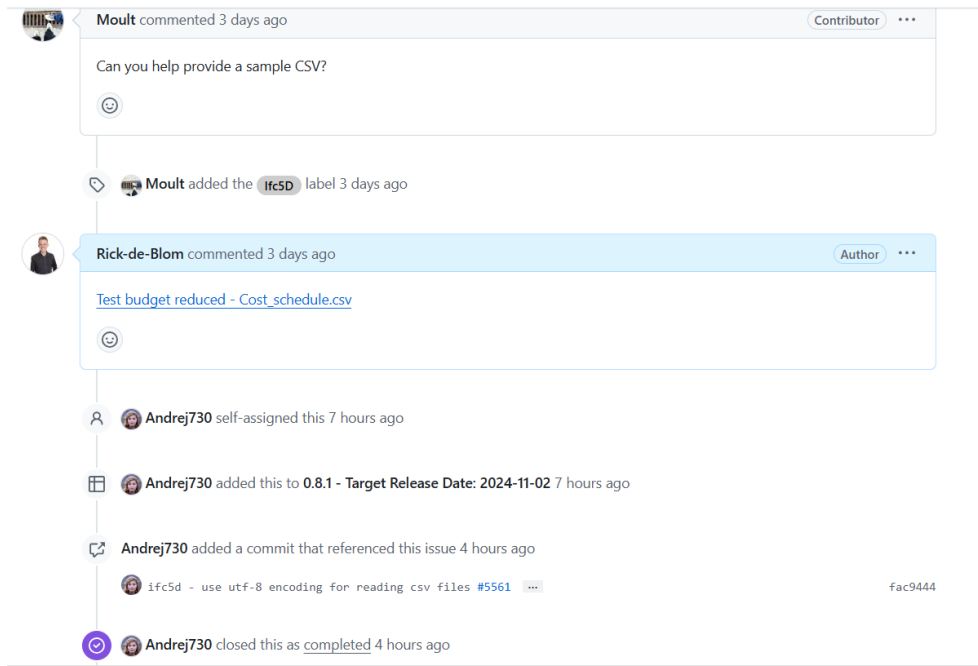 Moult commented 3 days ago Contributor ...
Can you help provide a sample CSV?
Moult added the Ifc5D label 3 days ago
Rick-de-Blom commented 3 days ago Author ...
Test budget reduced - Cost_schedule.csv
Andrej730 self-assigned this 7 hours ago
Andrej730 added this to 0.8.1 - Target Release Date: 2024-11-02 7 hours ago
Andrej730 added a commit that referenced this issue 4 hours ago
ifc5d - use utf-8 encoding for reading csv files #5561 ... fac9444
Andrej730 closed this as completed 4 hours ago